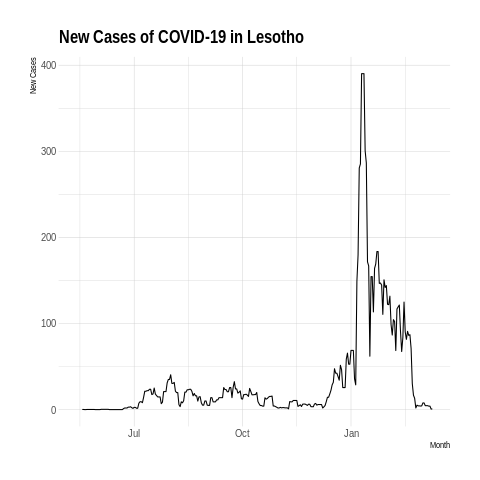 New Cases of COVID-19 in Lesotho
New Cases
400
300
200
100
0
Jul
Oct
Jan
Month